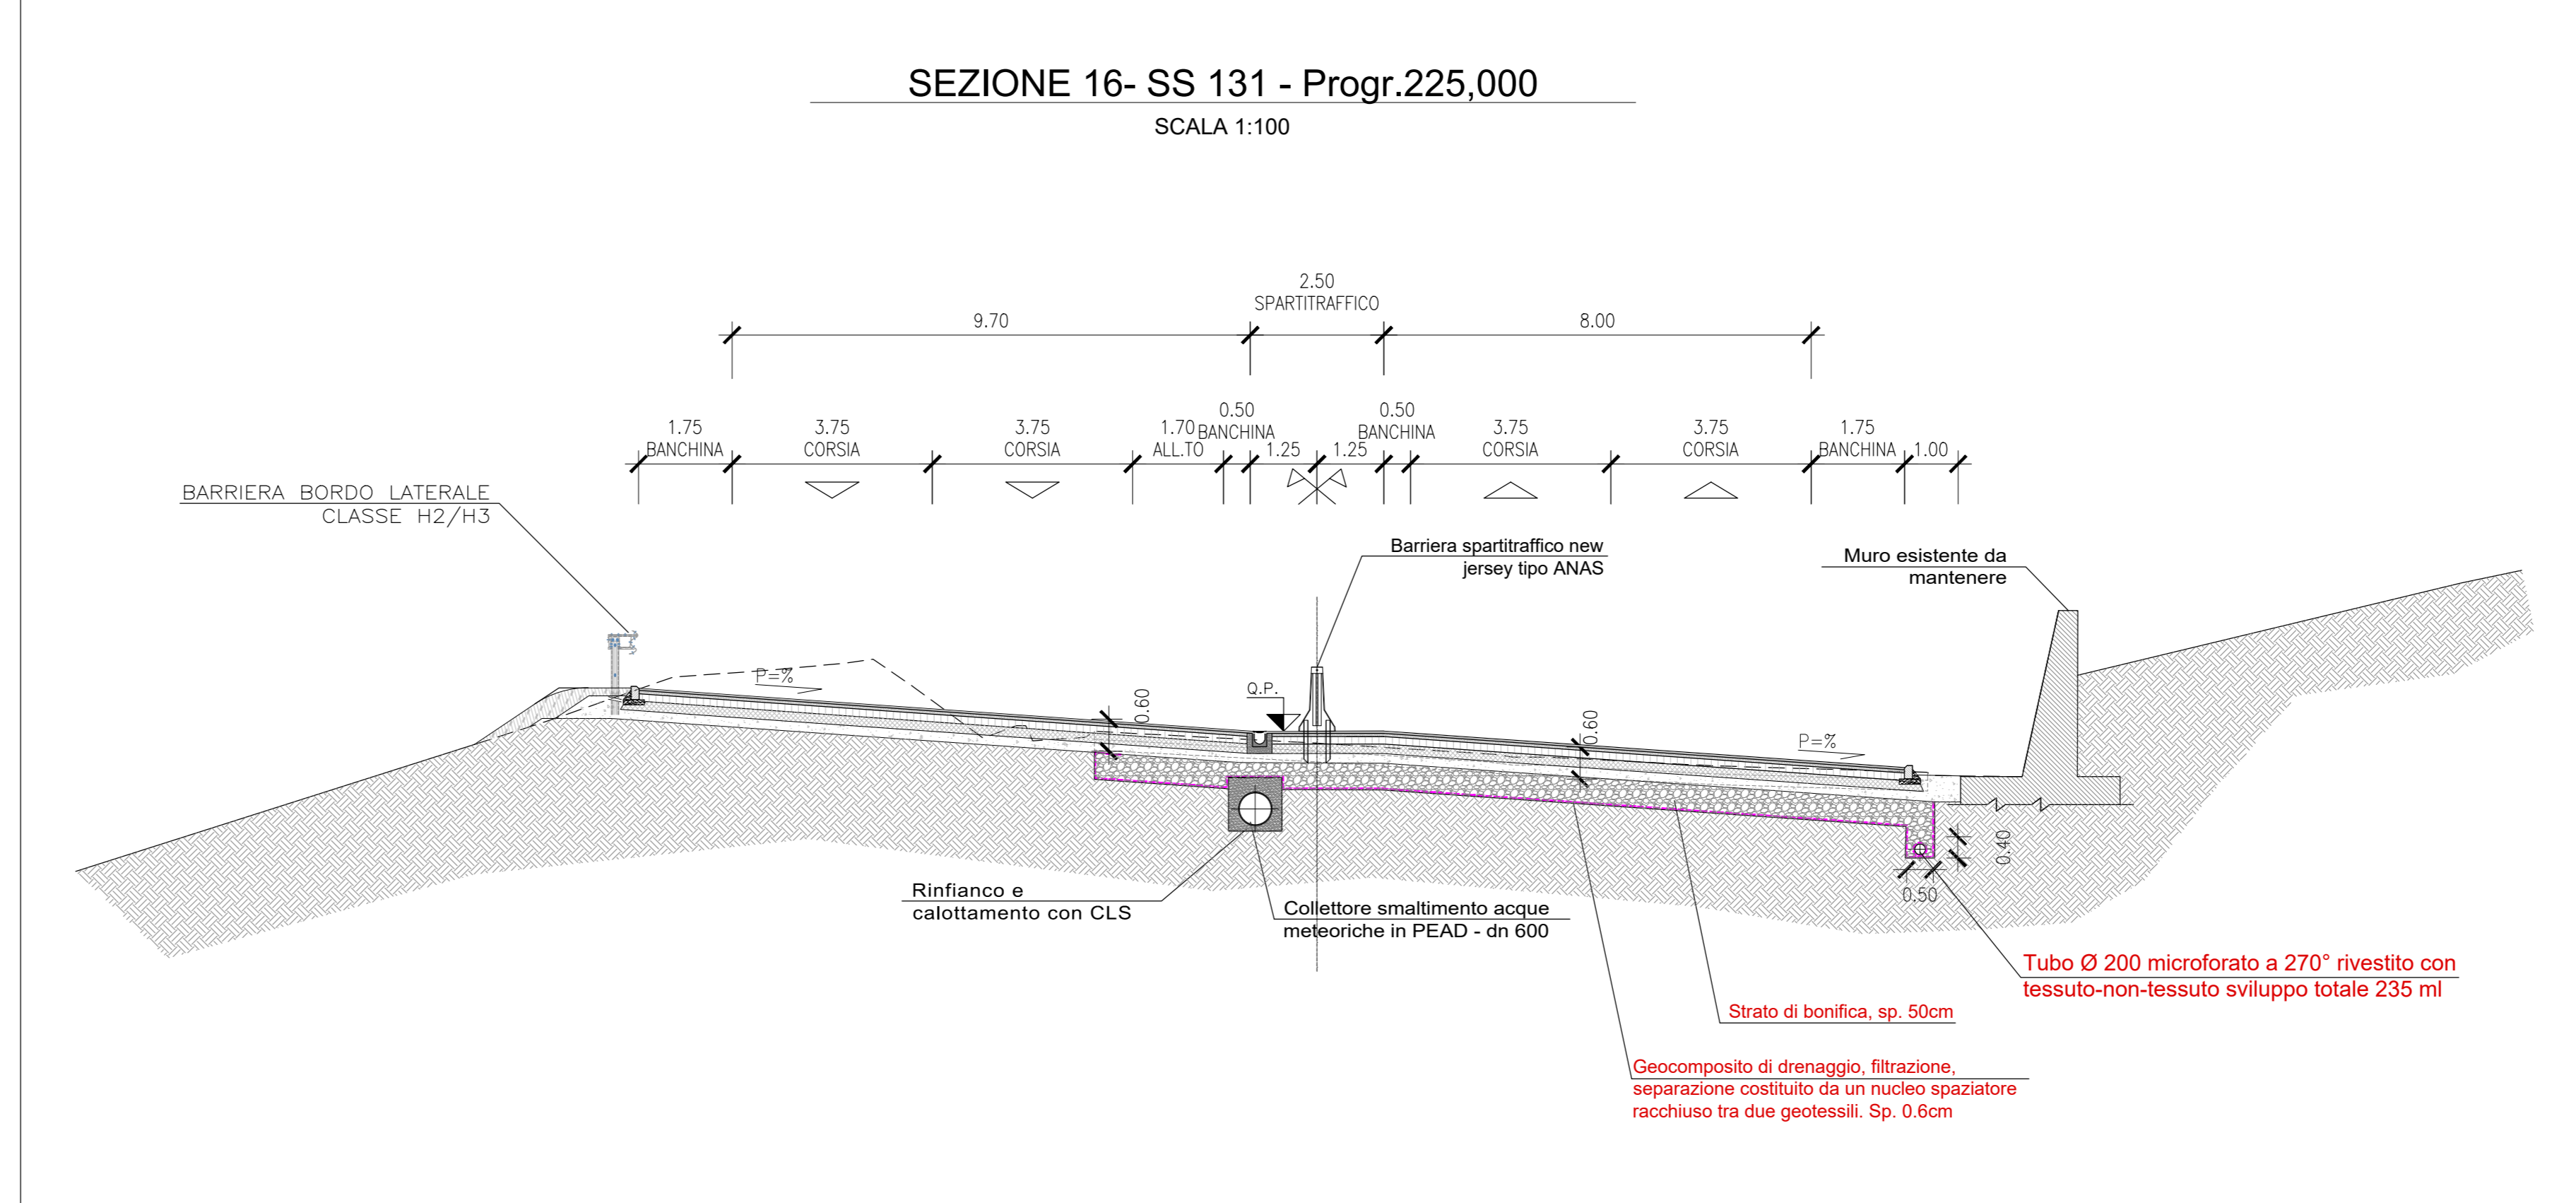 SEZIONE 16- SS 131 - Progr.225,000
SCALA 1:100
2.50
SPARTITRAFFICO
9.70
8.00
0.50
BANCHINA
0.50
BANCHINA
1.75
BANCHINA
3.75
CORSIA
3.75
CORSIA
1.70
ALL.TO
1.25
1.25
3.75
CORSIA
3.75
CORSIA
1.75
BANCHINA
1.00
BARRIERA BORDO LATERALE
CLASSE H2/H3
Barriera spartitraffico new
jersey tipo ANAS
Muro esistente da
mantenere
P=%
Q.P.
0.60
0.60
P=%
0.40
0.50
Rinfianco e
calottamento con CLS
Collettore smaltimento acque
meteoriche in PEAD - dn 600
Tubo Ø 200 microforato a 270° rivestito con
tessuto-non-tessuto sviluppo totale 235 ml
Strato di bonifica, sp. 50cm
Geocomposito di drenaggio, filtrazione,
separazione costituito da un nucleo spaziatore
racchiuso tra due geotessili. Sp. 0.6cm